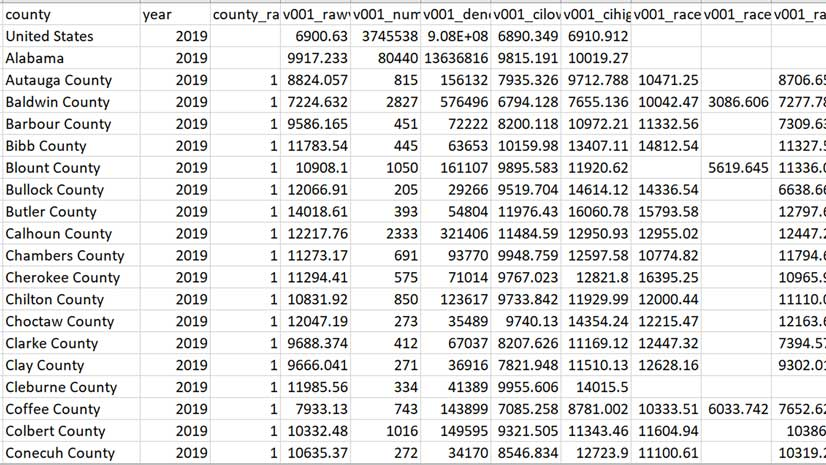 county year county_ra v001_rawv v001_num v001_deno v001_cilov v001_cihig v001_race v001_race v001_ra
United States 2019 6900.63 3745538 9.08E+08 6890.349 6910.912
Alabama 2019 9917.233 80440 13636816 9815.191 10019.27
Autauga County 2019 1 8824.057 815 156132 7935.326 9712.788 10471.25 8706.65
Baldwin County 2019 1 7224.632 2827 576496 6794.128 7655.136 10042.47 3086.606 7277.78
Barbour County 2019 1 9586.165 451 72222 8200.118 10972.21 11332.56 7309.63
Bibb County 2019 1 11783.54 445 63653 10159.98 13407.11 14812.54 11327.5
Blount County 2019 1 10908.1 1050 161107 9895.583 11920.62 5619.645 11336.0
Bullock County 2019 1 12066.91 205 29266 9519.704 14614.12 14336.54 6638.66
Butler County 2019 1 14018.61 393 54804 11976.43 16060.78 15793.58 12797.6
Calhoun County 2019 1 12217.76 2333 321406 11484.59 12950.93 12955.02 12447.2
Chambers County 2019 1 11273.17 691 93770 9948.759 12597.58 10774.82 11794.6
Cherokee County 2019 1 11294.41 575 71014 9767.023 12821.8 16395.25 10965.9
Chilton County 2019 1 10831.92 850 123617 9733.842 11929.99 12000.44 11110.0
Choctaw County 2019 1 12047.19 273 35489 9740.13 14354.24 12215.47 12163.6
Clarke County 2019 1 9688.374 412 67037 8207.626 11169.12 12447.32 7394.57
Clay County 2019 1 9666.041 271 36916 7821.948 11510.13 12628.16 9302.01
Cleburne County 2019 1 11985.56 334 41389 9955.606 14015.5
Coffee County 2019 1 7933.13 743 143899 7085.258 8781.002 10333.51 6033.742 7652.62
Colbert County 2019 1 10332.48 1016 149595 9321.505 11343.46 11604.94 10386
Conecuh County 2019 1 10635.37 272 34170 8546.834 12723.9 11100.61 10319.2